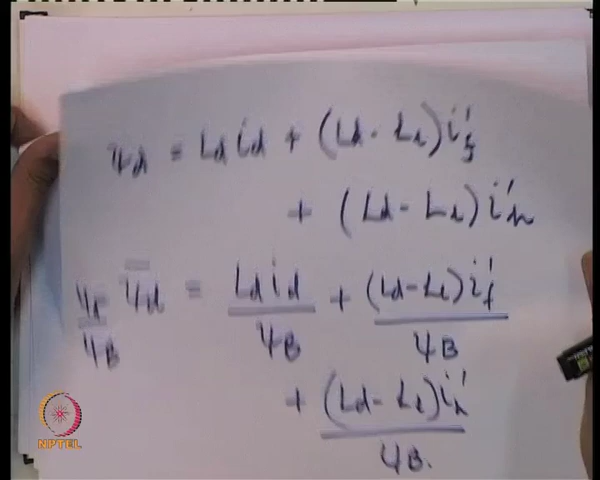 ψd = Ld id + (Ld - Ll) i'f
+ (Ld - Ll) i'h
ψd/ψB ψ̄d = Ld id/ψB + (Ld-Ll) i'f/ψB
+ (Ld - Ll) i'h/ψB.
NPTEL